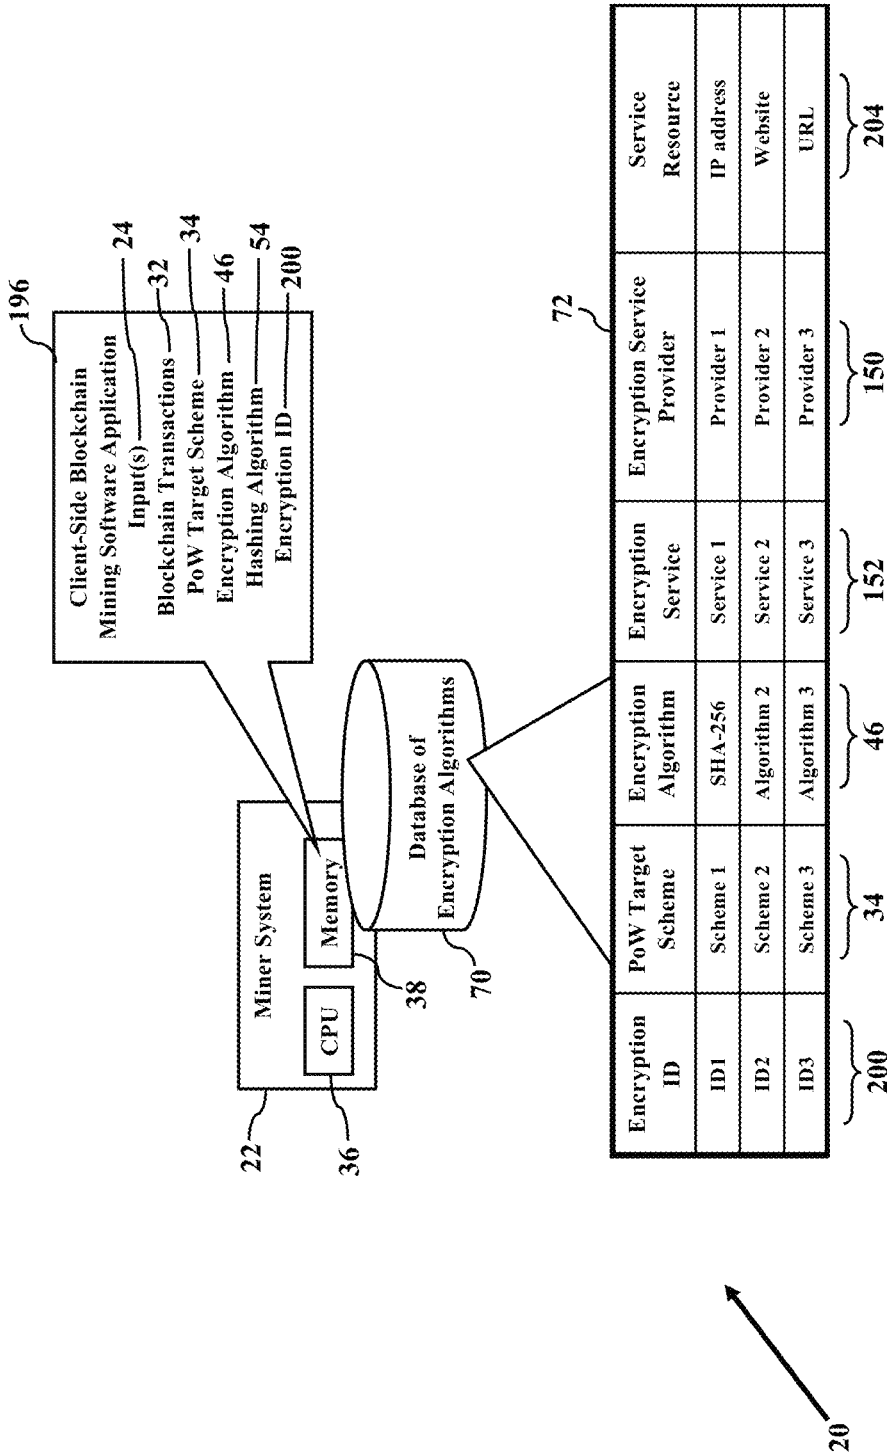 196
Client-Side Blockchain
Mining Software Application
Input(s) 24
Blockchain Transactions 32
PoW Target Scheme 34
Encryption Algorithm 46
Hashing Algorithm 54
Encryption ID 200
22
Miner System
CPU
Memory
36
38
Database of
Encryption Algorithms
70
72
Encryption ID PoW Target Scheme Encryption Algorithm Encryption Service Encryption Service Provider Service Resource
ID1 Scheme 1 SHA-256 Service 1 Provider 1 IP address
ID2 Scheme 2 Algorithm 2 Service 2 Provider 2 Website
ID3 Scheme 3 Algorithm 3 Service 3 Provider 3 URL
200 34 46 152 150 204
20